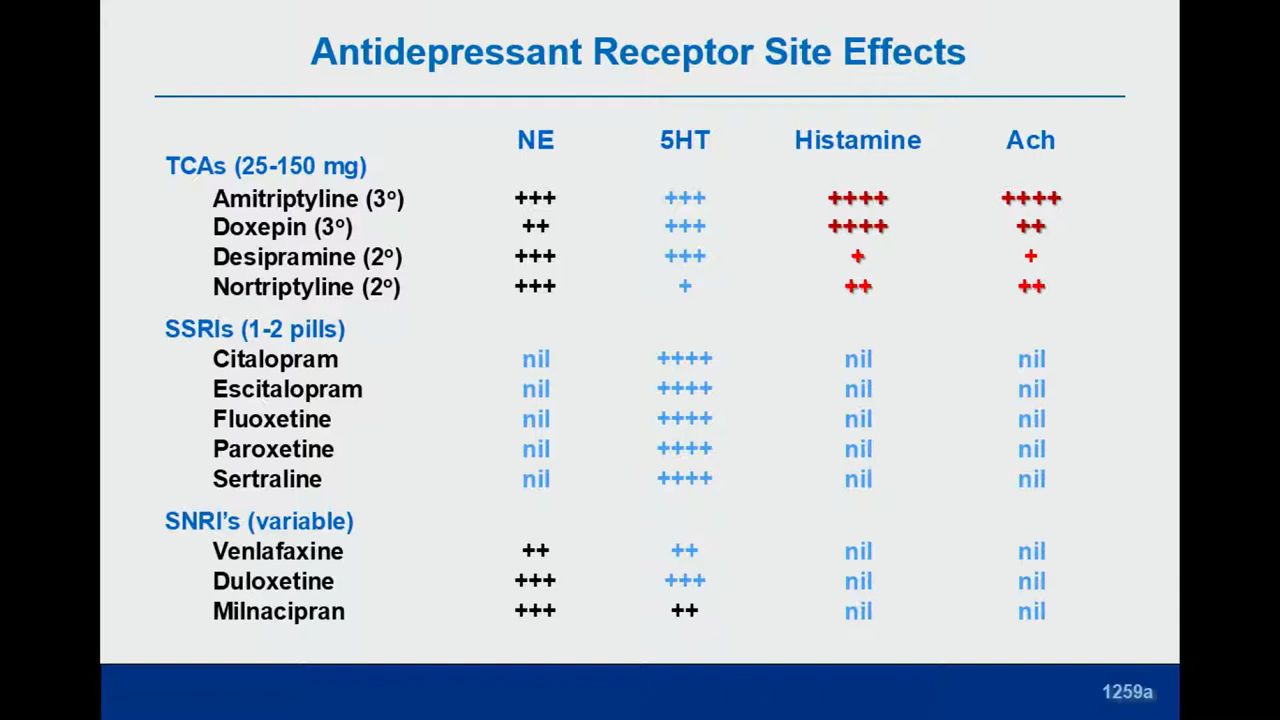 Antidepressant Receptor Site Effects
NE 5HT Histamine Ach
TCAs (25-150 mg)
Amitriptyline (3º) +++ +++ ++++ ++++
Doxepin (3º) ++ +++ ++++ ++
Desipramine (2º) +++ +++ + +
Nortriptyline (2º) +++ + ++ ++
SSRIs (1-2 pills)
Citalopram nil ++++ nil nil
Escitalopram nil ++++ nil nil
Fluoxetine nil ++++ nil nil
Paroxetine nil ++++ nil nil
Sertraline nil ++++ nil nil
SNRI’s (variable)
Venlafaxine ++ ++ nil nil
Duloxetine +++ +++ nil nil
Milnacipran +++ ++ nil nil
1259a